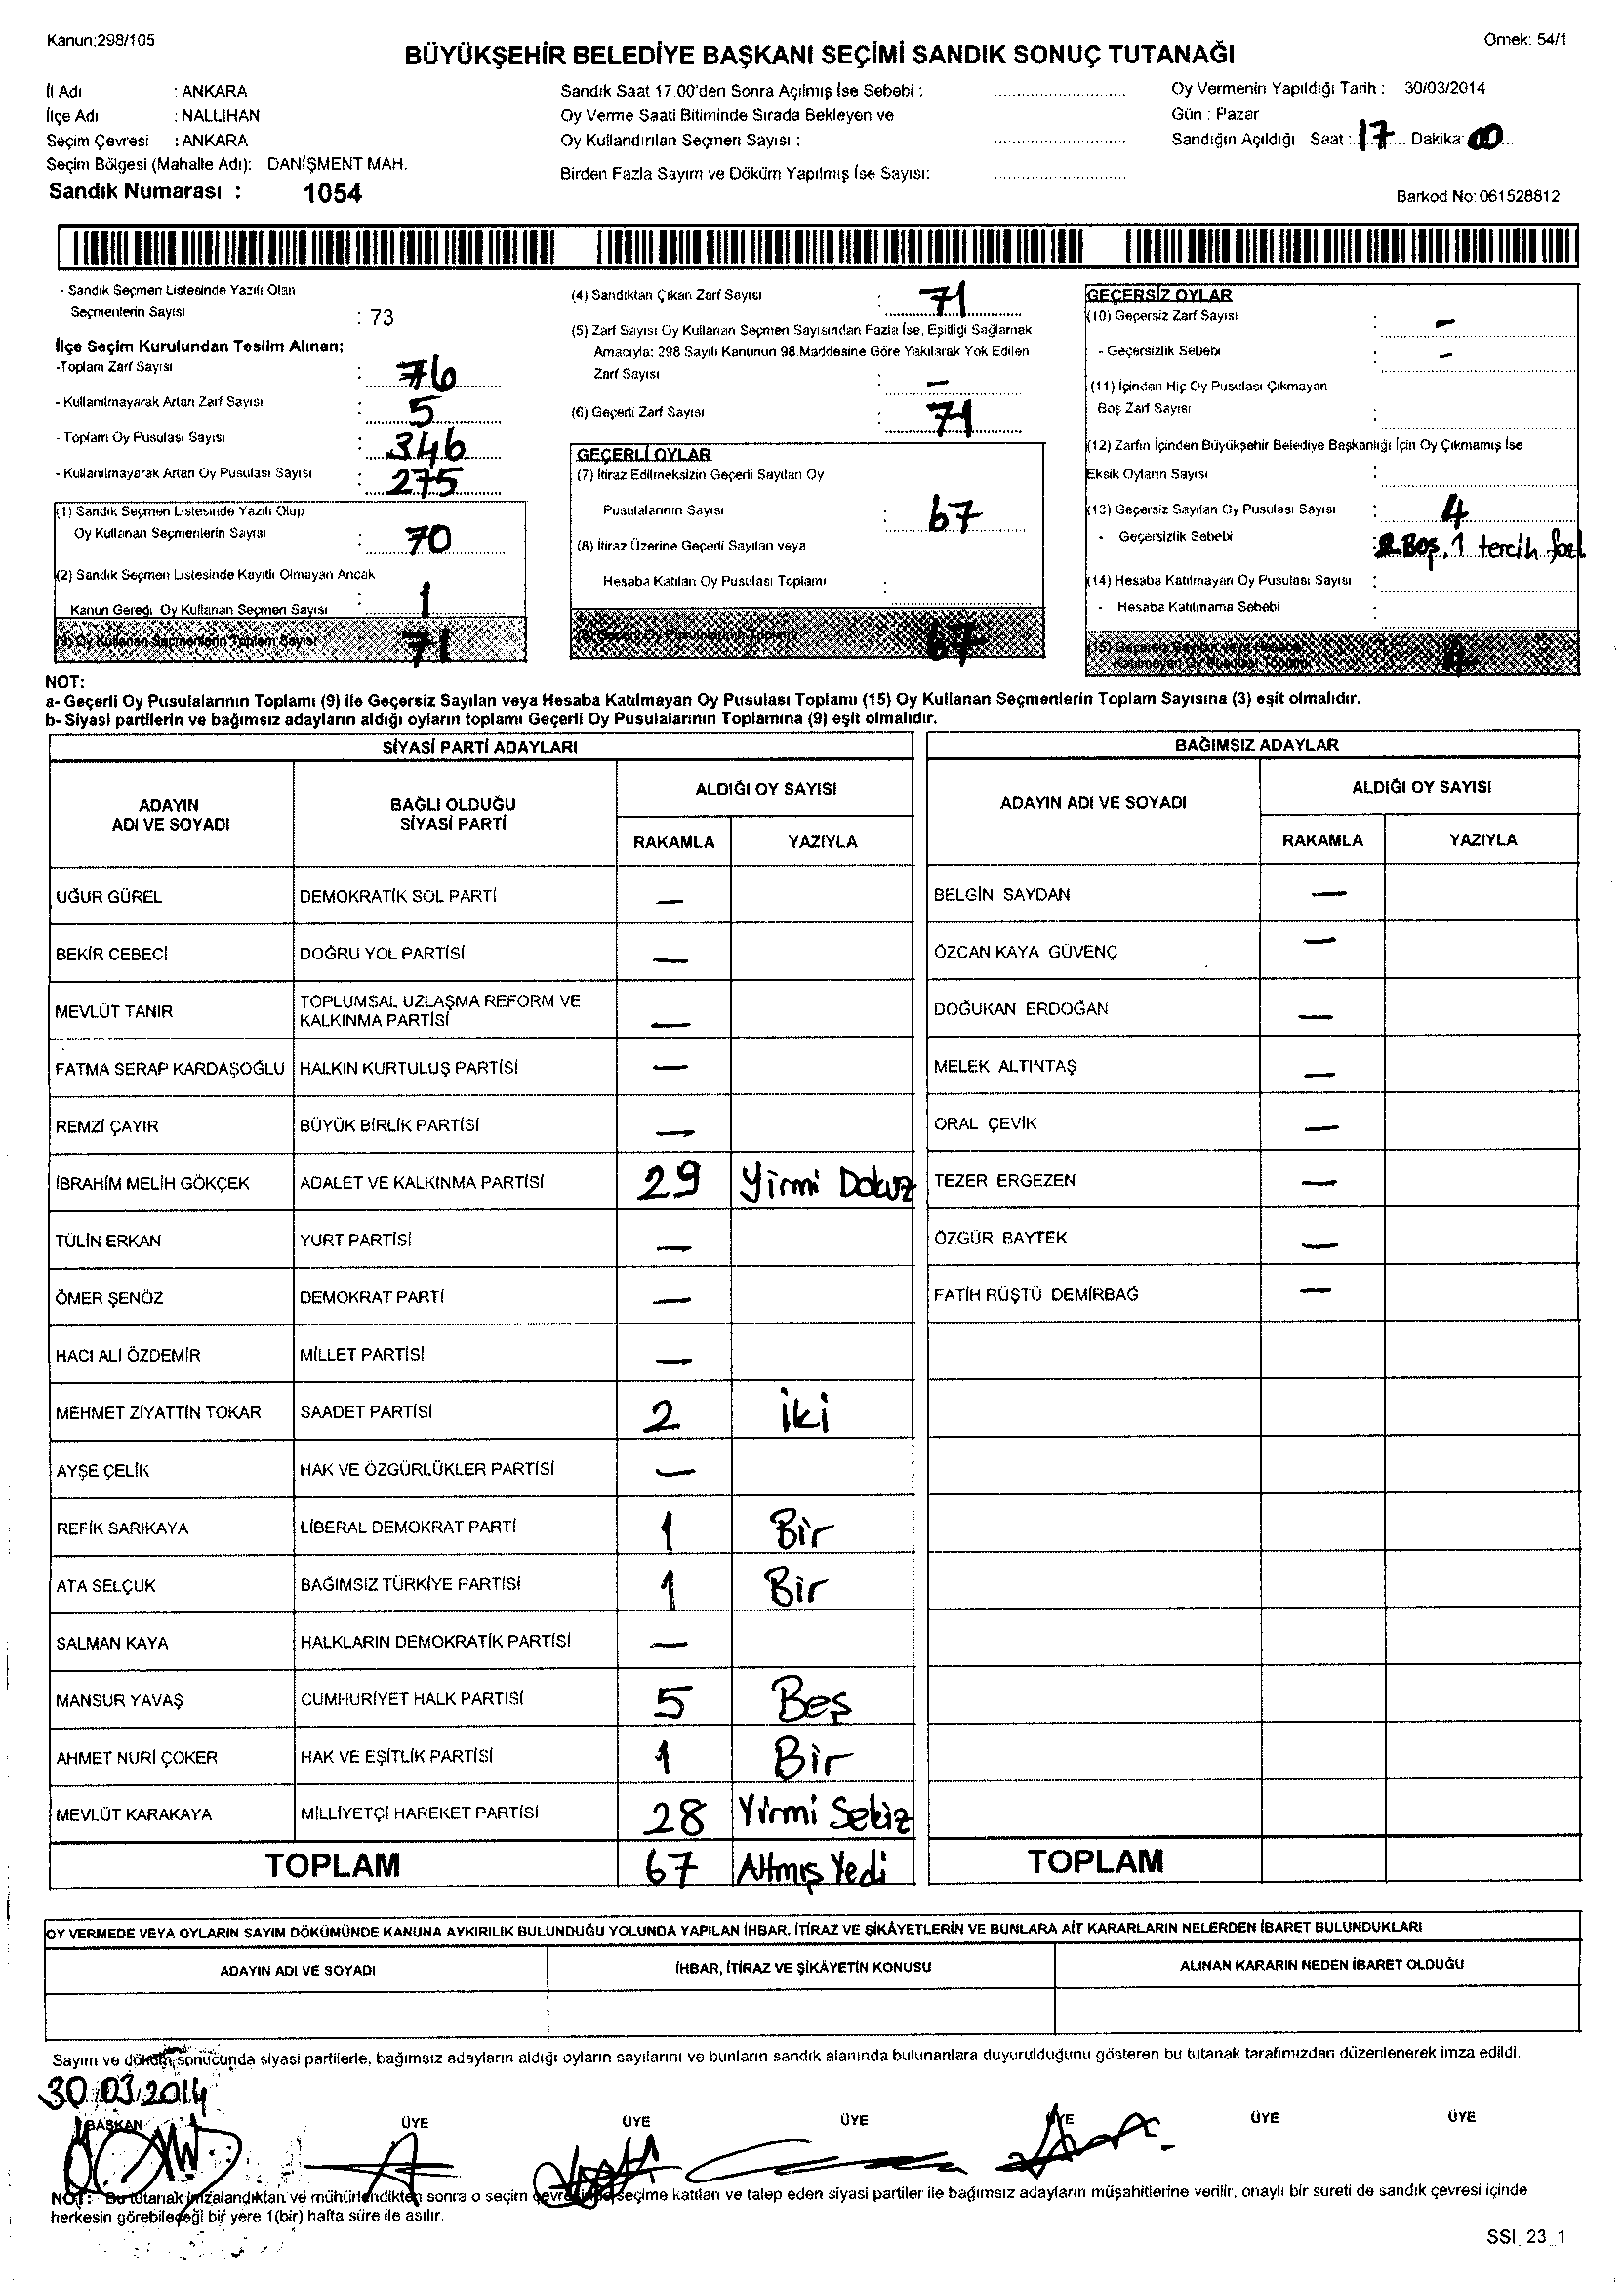 Kanun:298/105
Örnek: 54/1
BÜYÜKŞEHİR BELEDİYE BAŞKANI SEÇİMİ SANDIK SONUÇ TUTANAĞI
İl Adı : ANKARA
İlçe Adı : NALLIHAN
Seçim Çevresi : ANKARA
Seçim Bölgesi (Mahalle Adı): DANİŞMENT MAH.
Sandık Numarası : 1054
Sandık Saat 17.00'den Sonra Açılmış İse Sebebi :
Oy Verme Saati Bitiminde Sırada Bekleyen ve
Oy Kullandırılan Seçmen Sayısı :
Birden Fazla Sayım ve Döküm Yapılmış İse Sayısı:
Oy Vermenin Yapıldığı Tarih : 30/03/2014
Gün : Pazar
Sandığın Açıldığı Saat : 17 Dakika: 00
Barkod No: 061528812
- Sandık Seçmen Listesinde Yazılı Olan
Seçmenlerin Sayısı : 73
İlçe Seçim Kurulundan Teslim Alınan;
-Toplam Zarf Sayısı : 76
- Kullanılmayarak Artan Zarf Sayısı : 5
- Toplam Oy Pusulası Sayısı : 346
- Kullanılmayarak Artan Oy Pusulası Sayısı : 275
(1) Sandık Seçmen Listesinde Yazılı Olup
Oy Kullanan Seçmenlerin Sayısı : 70
(2) Sandık Seçmen Listesinde Kayıtlı Olmayan Ancak
Kanun Gereği Oy Kullanan Seçmen Sayısı : 1
(3) Oy Kullanan Seçmenlerin Toplam Sayısı 71
(4) Sandıktan Çıkan Zarf Sayısı : 71
(5) Zarf Sayısı Oy Kullanan Seçmen Sayısından Fazla İse, Eşitliği Sağlamak
Amacıyla: 298 Sayılı Kanunun 98.Maddesine Göre Yakılarak Yok Edilen
Zarf Sayısı : -
(6) Geçerli Zarf Sayısı : 71
GEÇERLİ OYLAR
(7) İtiraz Edilmeksizin Geçerli Sayılan Oy
Pusulalarının Sayısı : 67
(8) İtiraz Üzerine Geçerli Sayılan veya
Hesaba Katılan Oy Pusulası Toplamı :
(9) Geçerli Oy Pusulalarının Toplamı 67
GEÇERSİZ OYLAR
(10) Geçersiz Zarf Sayısı : -
- Geçersizlik Sebebi : -
(11) İçinden Hiç Oy Pusulası Çıkmayan
Boş Zarf Sayısı :
(12) Zarfın İçinden Büyükşehir Belediye Başkanlığı İçin Oy Çıkmamış İse
Eksik Oyların Sayısı :
(13) Geçersiz Sayılan Oy Pusulası Sayısı : 4
- Geçersizlik Sebebi : Boş, 1 tercih
(14) Hesaba Katılmayan Oy Pusulası Sayısı :
- Hesaba Katılmama Sebebi :
(15) Geçersiz Sayılan veya Hesaba
Katılmayan Oy Pusulası Toplamı 4
NOT:
a- Geçerli Oy Pusulalarının Toplamı (9) ile Geçersiz Sayılan veya Hesaba Katılmayan Oy Pusulası Toplamı (15) Oy Kullanan Seçmenlerin Toplam Sayısına (3) eşit olmalıdır.
b- Siyasi partilerin ve bağımsız adayların aldığı oyların toplamı Geçerli Oy Pusulalarının Toplamına (9) eşit olmalıdır.
SİYASİ PARTİ ADAYLARI
ADAYIN ADI VE SOYADI BAĞLI OLDUĞU SİYASİ PARTİ ALDIĞI OY SAYISI
RAKAMLA YAZIYLA
UĞUR GÜREL DEMOKRATİK SOL PARTİ —
BEKİR CEBECİ DOĞRU YOL PARTİSİ —
MEVLÜT TANIR TOPLUMSAL UZLAŞMA REFORM VE KALKINMA PARTİSİ —
FATMA SERAP KARDAŞOĞLU HALKIN KURTULUŞ PARTİSİ —
REMZİ ÇAYIR BÜYÜK BİRLİK PARTİSİ —
İBRAHİM MELİH GÖKÇEK ADALET VE KALKINMA PARTİSİ 29 Yirmi Dokuz
TÜLİN ERKAN YURT PARTİSİ —
ÖMER ŞENÖZ DEMOKRAT PARTİ —
HACI ALİ ÖZDEMİR MİLLET PARTİSİ —
MEHMET ZİYATTİN TOKAR SAADET PARTİSİ 2 İki
AYŞE ÇELİK HAK VE ÖZGÜRLÜKLER PARTİSİ —
REFİK SARIKAYA LİBERAL DEMOKRAT PARTİ 1 Bir
ATA SELÇUK BAĞIMSIZ TÜRKİYE PARTİSİ 1 Bir
SALMAN KAYA HALKLARIN DEMOKRATİK PARTİSİ —
MANSUR YAVAŞ CUMHURİYET HALK PARTİSİ 5 Beş
AHMET NURİ ÇOKER HAK VE EŞİTLİK PARTİSİ 1 Bir
MEVLÜT KARAKAYA MİLLİYETÇİ HAREKET PARTİSİ 28 Yirmi Sekiz
TOPLAM 67 Altmış Yedi
BAĞIMSIZ ADAYLAR
ADAYIN ADI VE SOYADI ALDIĞI OY SAYISI
RAKAMLA YAZIYLA
BELGİN SAYDAN —
ÖZCAN KAYA GÜVENÇ —
DOĞUKAN ERDOĞAN —
MELEK ALTINTAŞ —
ORAL ÇEVİK —
TEZER ERGEZEN —
ÖZGÜR BAYTEK —
FATİH RÜŞTÜ DEMİRBAĞ —
TOPLAM
OY VERMEDE VEYA OYLARIN SAYIM DÖKÜMÜNDE KANUNA AYKIRILIK BULUNDUĞU YOLUNDA YAPILAN İHBAR, İTİRAZ VE ŞİKÂYETLERİN VE BUNLARA AİT KARARLARIN NELERDEN İBARET BULUNDUKLARI
ADAYIN ADI VE SOYADI İHBAR, İTİRAZ VE ŞİKÂYETİN KONUSU ALINAN KARARIN NEDEN İBARET OLDUĞU
Sayım ve döküm sonucunda siyasi partilerle, bağımsız adayların aldığı oyların sayılarını ve bunların sandık alanında bulunanlara duyurulduğunu gösteren bu tutanak tarafımızdan düzenlenerek imza edildi.
30.03.2014
BAŞKAN ÜYE ÜYE ÜYE ÜYE ÜYE ÜYE
NOT: Bu tutanak imzalandıktan ve mühürlendikten sonra o seçim çevresinde seçime katılan ve talep eden siyasi partiler ile bağımsız adayların müşahitlerine verilir, onaylı bir sureti de sandık çevresi içinde
herkesin görebileceği bir yere 1(bir) hafta süre ile asılır.
SSI_23_1